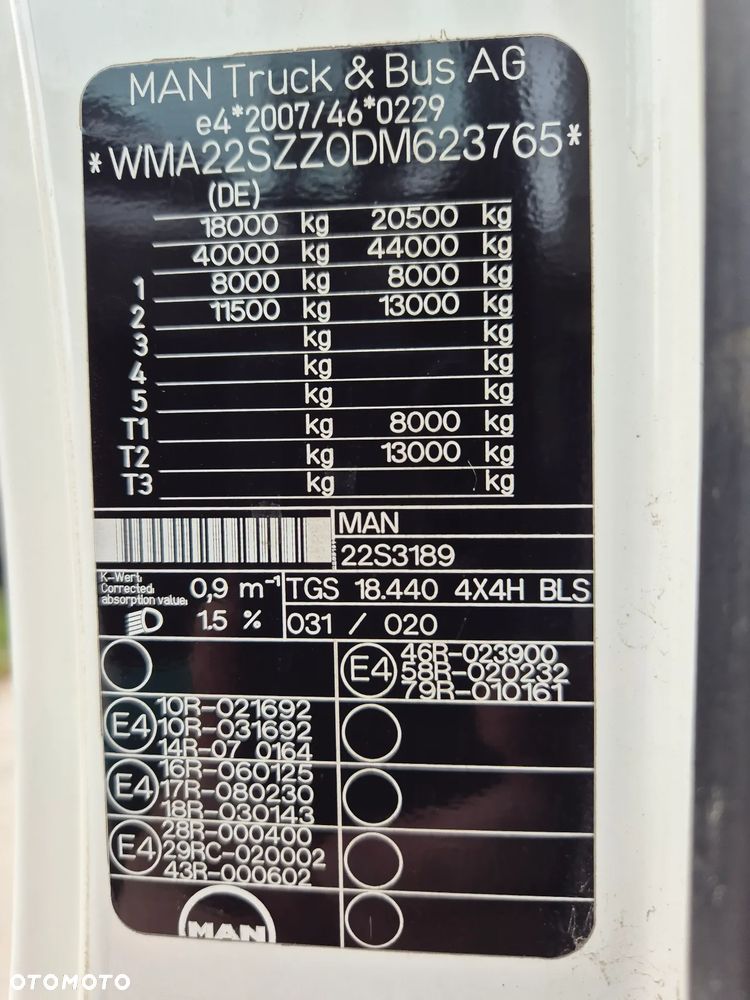 MAN Truck & Bus AG
e4*2007/46*0229
*WMA22SZZ0DM623765*
(DE)
18000 kg 20500 kg
40000 kg 44000 kg
1 8000 kg 8000 kg
2 11500 kg 13000 kg
3 kg kg
4 kg kg
5 kg kg
T1 kg 8000 kg
T2 kg 13000 kg
T3 kg kg
MAN
22S3189
K-Wert:
Corrected
absorption value:
0,9 m⁻¹ TGS 18.440 4X4H BLS
1.5 % 031 / 020
E4 46R-023900
58R-020232
79R-010161
E4 10R-021692
10R-031692
14R-07 0164
E4 16R-060125
17R-080230
18R-030143
E4 28R-000400
29RC-020002
43R-000602
MAN
OTOMOTO